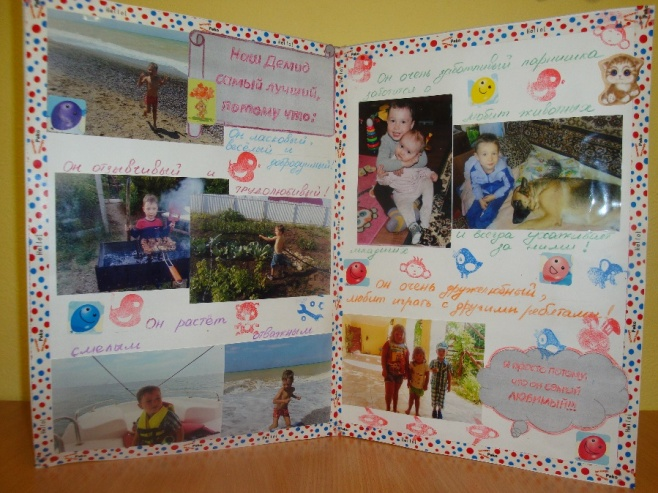 Наш Демид
самый лучший,
потому что:
Он ласковый,
весёлый и
добродушный!
Он отзывчивый и
трудолюбивый!
Он растёт отважным
смелым
Он очень заботливый парнишка
заботится о
младших
любит животных
и всегда ухаживает
за ними!
Он очень дружелюбный,
любит играть с другими ребятами!
а просто потому,
что он самый
ЛЮБИМЫЙ!!!